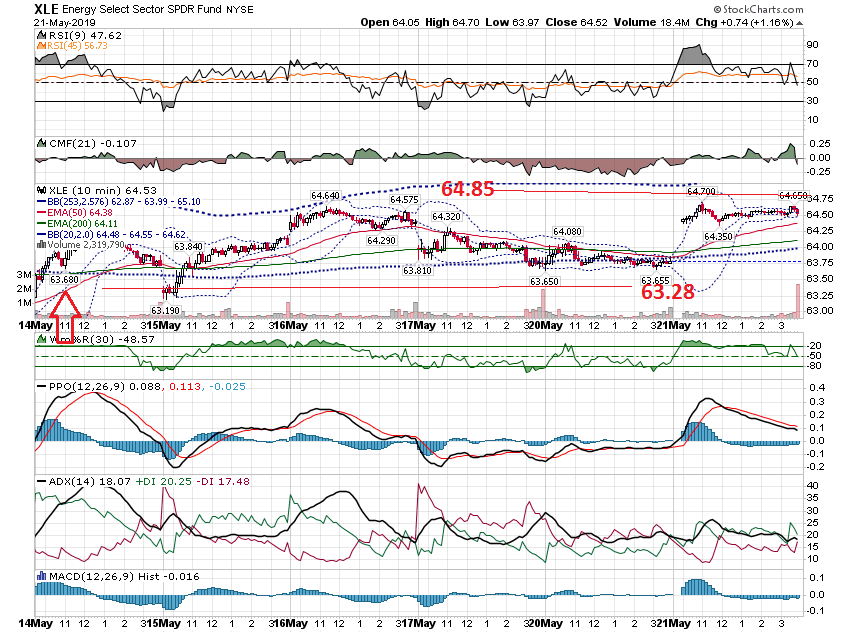 XLE Energy Select Sector SPDR Fund NYSE
© StockCharts.com
21-May-2019
Open 64.05 High 64.70 Low 63.97 Close 64.52 Volume 18.4M Chg +0.74 (+1.16%)
RSI(9) 47.62
RSI(45) 56.73
90
70
50
30
10
CMF(21) -0.107
0.25
0.00
-0.25
XLE (10 min) 64.53
BB(253,2.576) 62.87 - 63.99 - 65.10
EMA(50) 64.38
EMA(200) 64.11
BB(20,2.0) 64.48 - 64.55 - 64.62
Volume 2,319,790
64.85
63.28
64.640
64.575
64.320
64.290
63.840
63.680
63.190
63.810
64.080
63.650
63.655
64.700
64.350
64.650
64.75
64.50
64.25
64.00
63.75
63.50
63.25
63.00
3M
2M
1M
14May 11 12 1 2 3 15May 11 12 1 2 3 16May 11 12 1 2 3 17May 11 12 1 2 3 20May 11 12 1 2 3 21May 11 12 1 2 3
Wm%R(30) -48.57
-20
-50
-80
PPO(12,26,9) 0.088, 0.113, -0.025
0.4
0.3
0.2
0.1
0.0
-0.1
-0.2
ADX(14) 18.07 +DI 20.25 -DI 17.48
40
35
30
25
20
15
10
MACD(12,26,9) Hist -0.016
0.1
0.0
-0.1
14May 11 12 1 2 3 15May 11 12 1 2 3 16May 11 12 1 2 3 17May 11 12 1 2 3 20May 11 12 1 2 3 21May 11 12 1 2 3